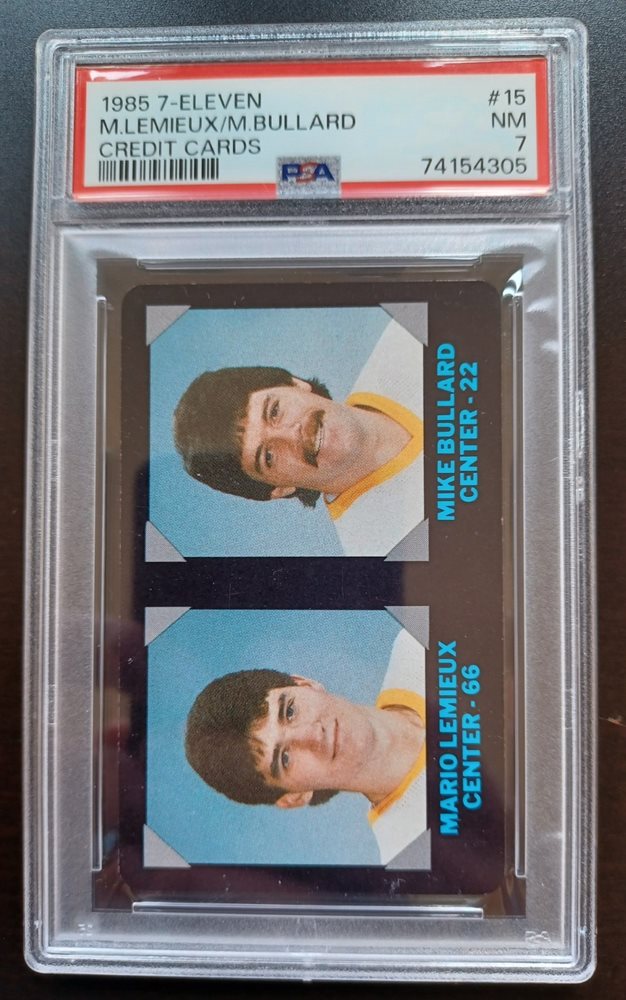 1985 7-ELEVEN #15
M.LEMIEUX/M.BULLARD NM
CREDIT CARDS 7
PSA 74154305
MIKE BULLARD
CENTER - 22
MARIO LEMIEUX
CENTER - 66